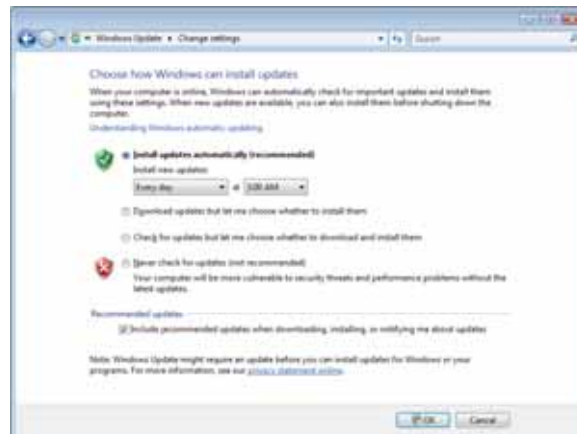 Windows Update ▸ Change settings
Search
Choose how Windows can install updates
When your computer is online, Windows can automatically check for important updates and install them
using these settings. When new updates are available, you can also install them before shutting down the
computer.
Understanding Windows automatic updating
Install updates automatically (recommended)
Install new updates:
Every day at 3:00 AM
Download updates but let me choose whether to install them
Check for updates but let me choose whether to download and install them
Never check for updates (not recommended)
Your computer will be more vulnerable to security threats and performance problems without the
latest updates.
Recommended updates
Include recommended updates when downloading, installing, or notifying me about updates
Note: Windows Update might require an update before you can install updates for Windows or your
programs. For more information, see our privacy statement online.
OK Cancel